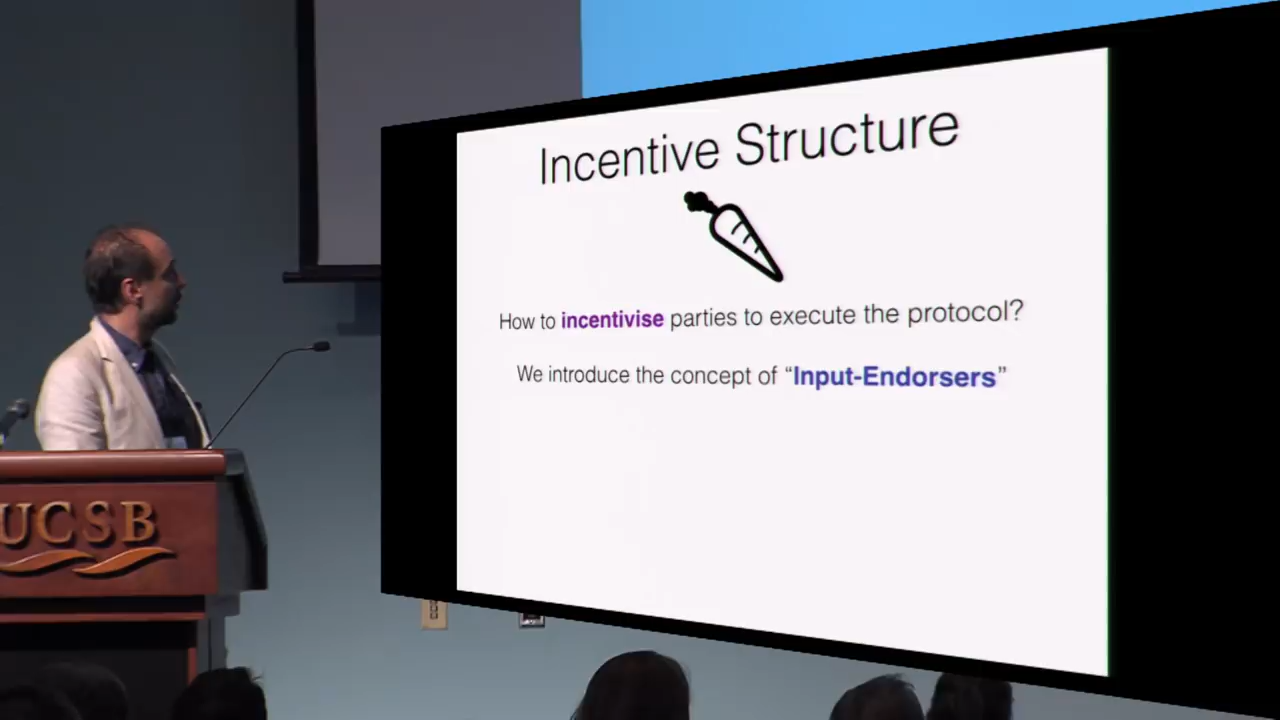 Incentive Structure
How to incentivise parties to execute the protocol?
We introduce the concept of “Input-Endorsers”
UCSB